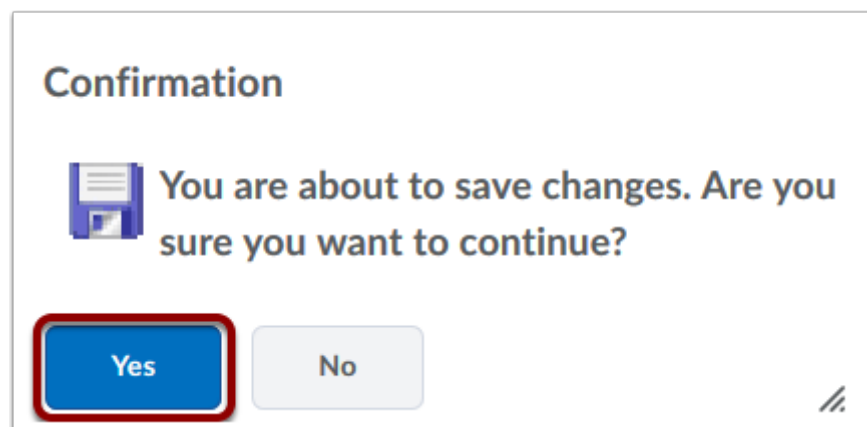 Confirmation
You are about to save changes. Are you
sure you want to continue?
Yes
No